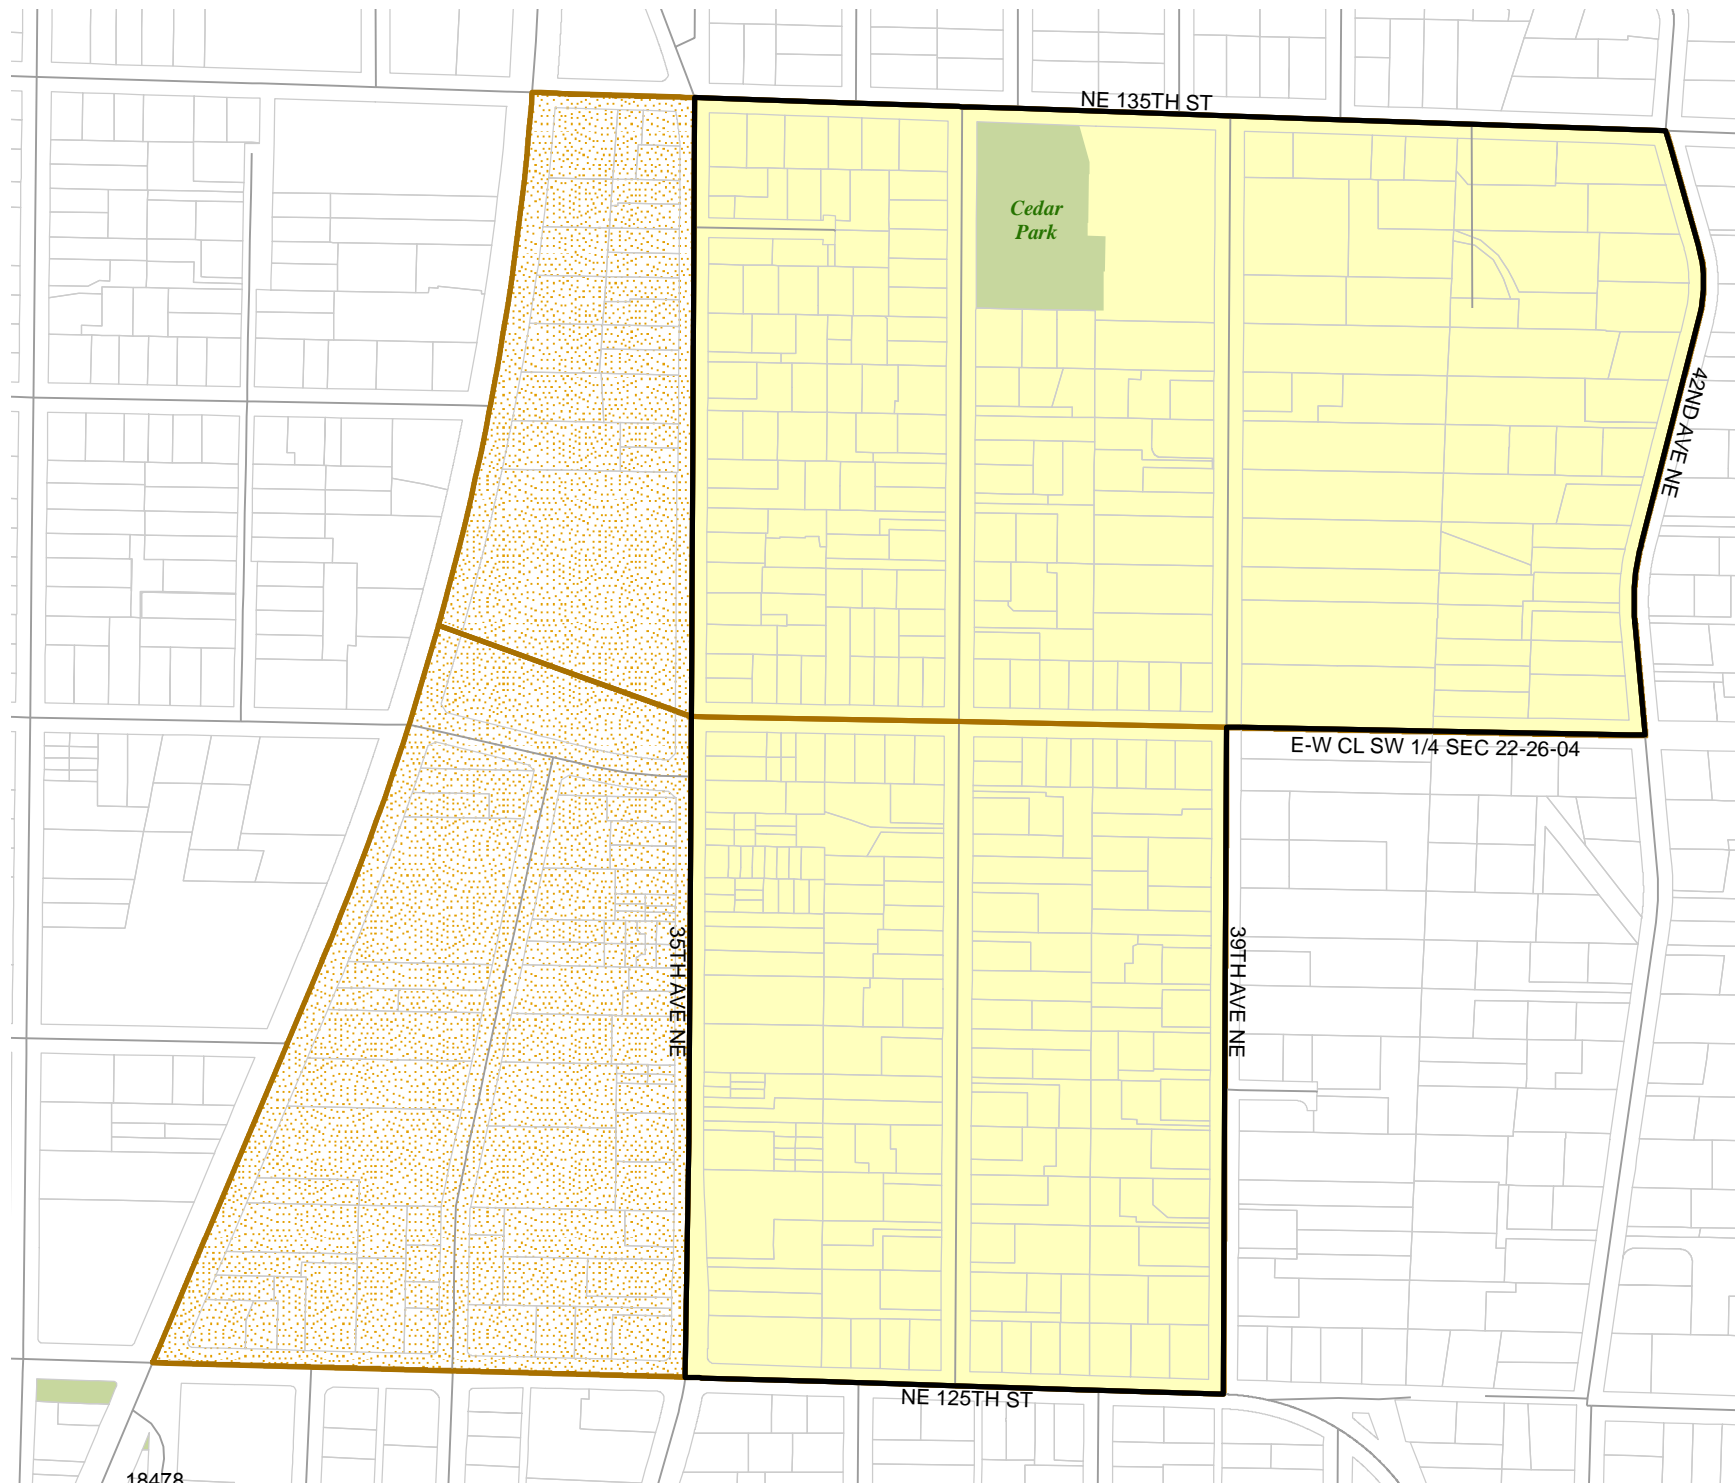 NE 135TH ST
Cedar
Park
42ND AVE NE
E-W CL SW 1/4 SEC 22-26-04
35TH AVE NE
39TH AVE NE
NE 125TH ST
18478